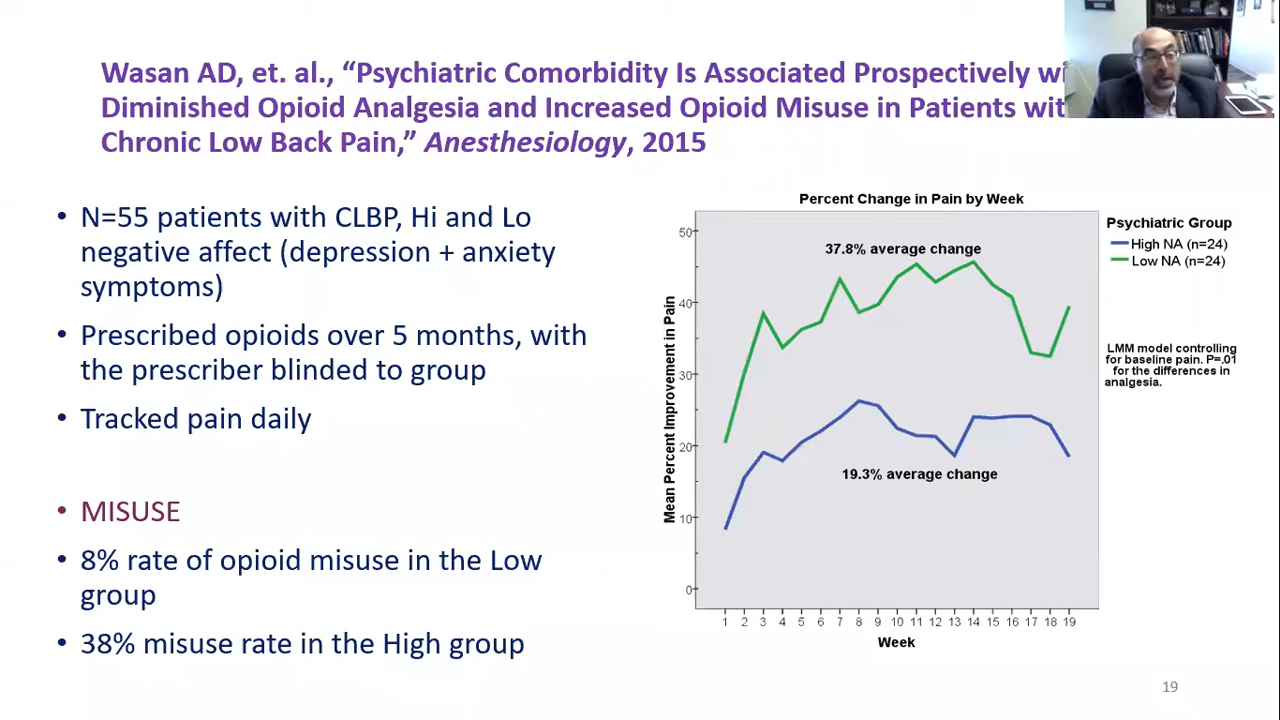 Wasan AD, et. al., “Psychiatric Comorbidity Is Associated Prospectively
Diminished Opioid Analgesia and Increased Opioid Misuse in Patients
Chronic Low Back Pain,” Anesthesiology, 2015
• N=55 patients with CLBP, Hi and Lo
negative affect (depression + anxiety
symptoms)
• Prescribed opioids over 5 months, with
the prescriber blinded to group
• Tracked pain daily
• MISUSE
• 8% rate of opioid misuse in the Low
group
• 38% misuse rate in the High group
Percent Change in Pain by Week
Mean Percent Improvement in Pain
50
40
30
20
10
0
37.8% average change
19.3% average change
1 2 3 4 5 6 7 8 9 10 11 12 13 14 15 16 17 18 19
Week
Psychiatric Group
High NA (n=24)
Low NA (n=24)
LMM model controlling
for baseline pain. P=.01
for the differences in
analgesia.
19